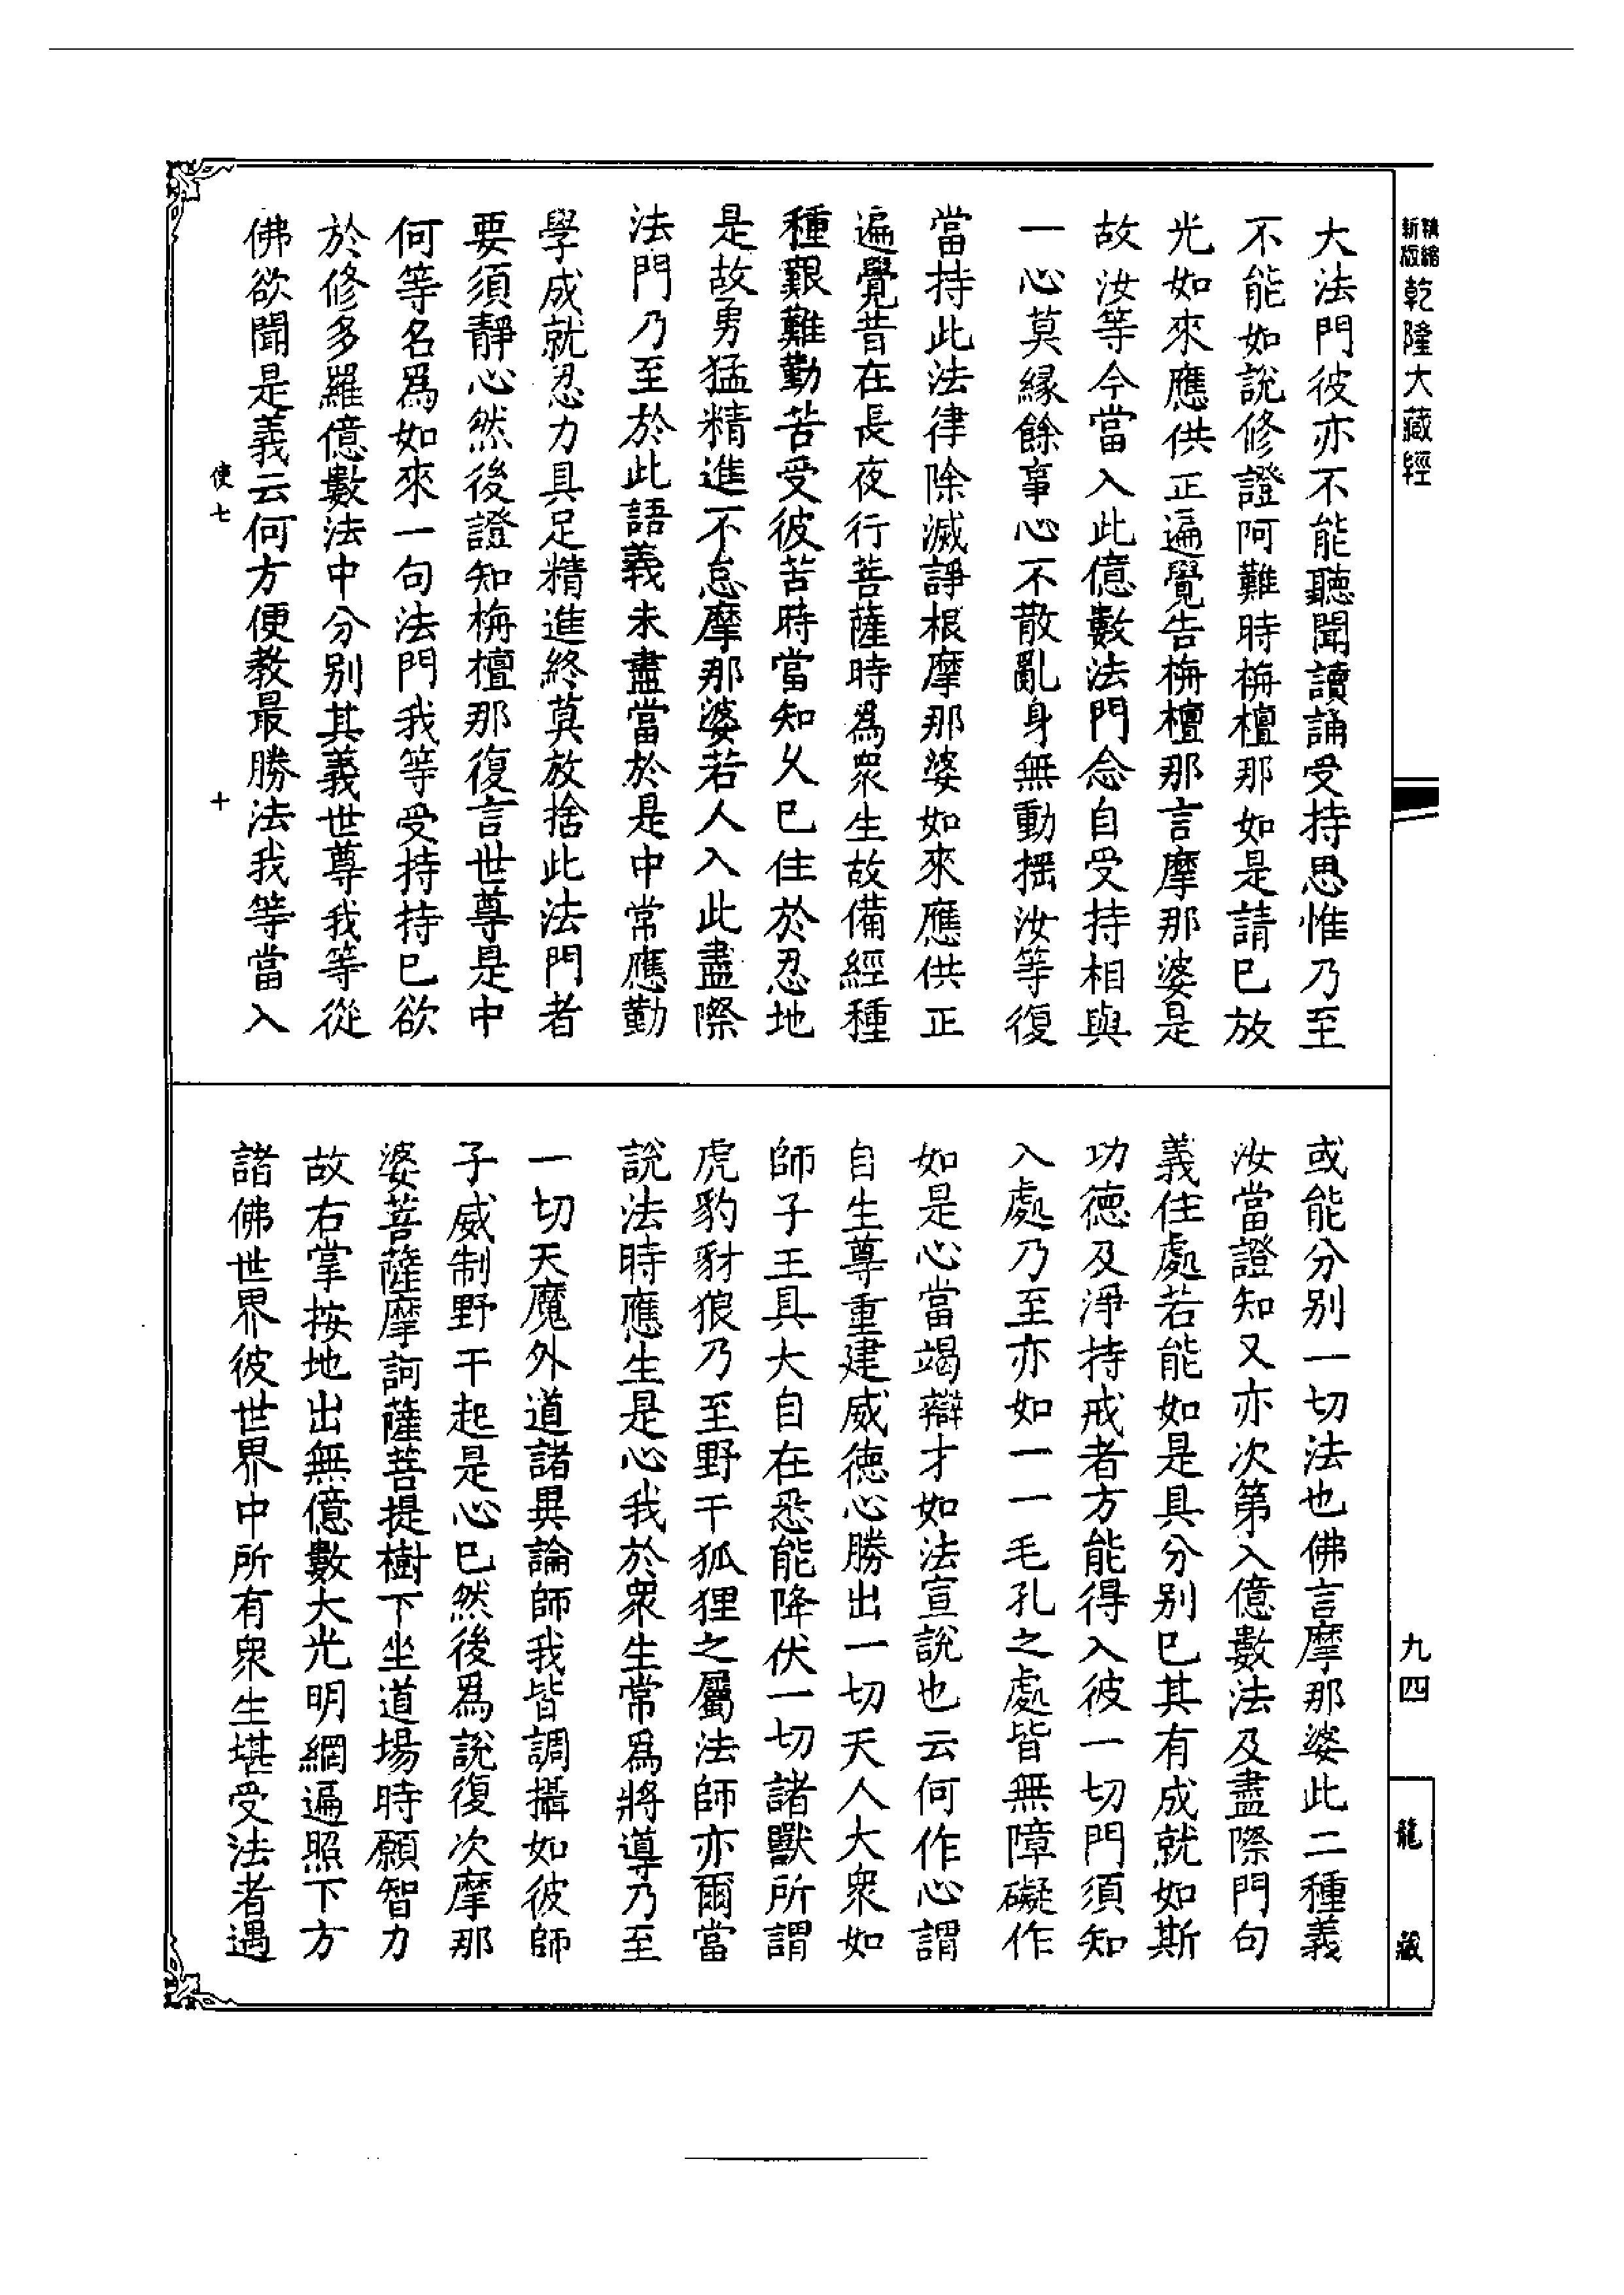 精縮新版乾隆大藏經
大法門彼亦不能聽聞讀誦受持思惟乃至
不能如說修證阿難時栴檀那如是請已放
光如來應供正遍覺告栴檀那言摩那婆是
故汝等今當入此億數法門念自受持相與
一心莫緣餘事心不散亂身無動搖汝等復
當持此法律除滅諍根摩那婆如來應供正
遍覺昔在長夜行菩薩時爲衆生故備經種
種艱難勤苦受彼苦時當知久已住於忍地
是故勇猛精進不怠摩那婆若人入此盡際
法門乃至於此語義未盡當於是中常應勤
學成就忍力具足精進終莫放捨此法門者
要須靜心然後證知栴檀那復言世尊是中
何等名爲如來一句法門我等受持持已欲
於修多羅億數法中分別其義世尊我等從
佛欲聞是義云何方便教最勝法我等當入
使七
十
或能分別一切法也佛言摩那婆此二種義
汝當證知又亦次第入億數法及盡際門句
義住處若能如是具分別已其有成就如斯
功德及淨持戒者方能得入彼一切門須知
入處乃至亦如一一毛孔之處皆無障礙作
如是心當竭辯才如法宣說也云何作心謂
自生尊重建威德心勝出一切天人大衆如
師子王具大自在悉能降伏一切諸獸所謂
虎豹豺狼乃至野干狐狸之屬法師亦爾當
說法時應生是心我於衆生常爲將導乃至
一切天魔外道諸異論師我皆調攝如彼師
子威制野干起是心已然後爲說復次摩那
婆菩薩摩訶薩菩提樹下坐道場時願智力
故右掌按地出無億數大光明網遍照下方
諸佛世界彼世界中所有衆生堪受法者遇
九四
龍藏